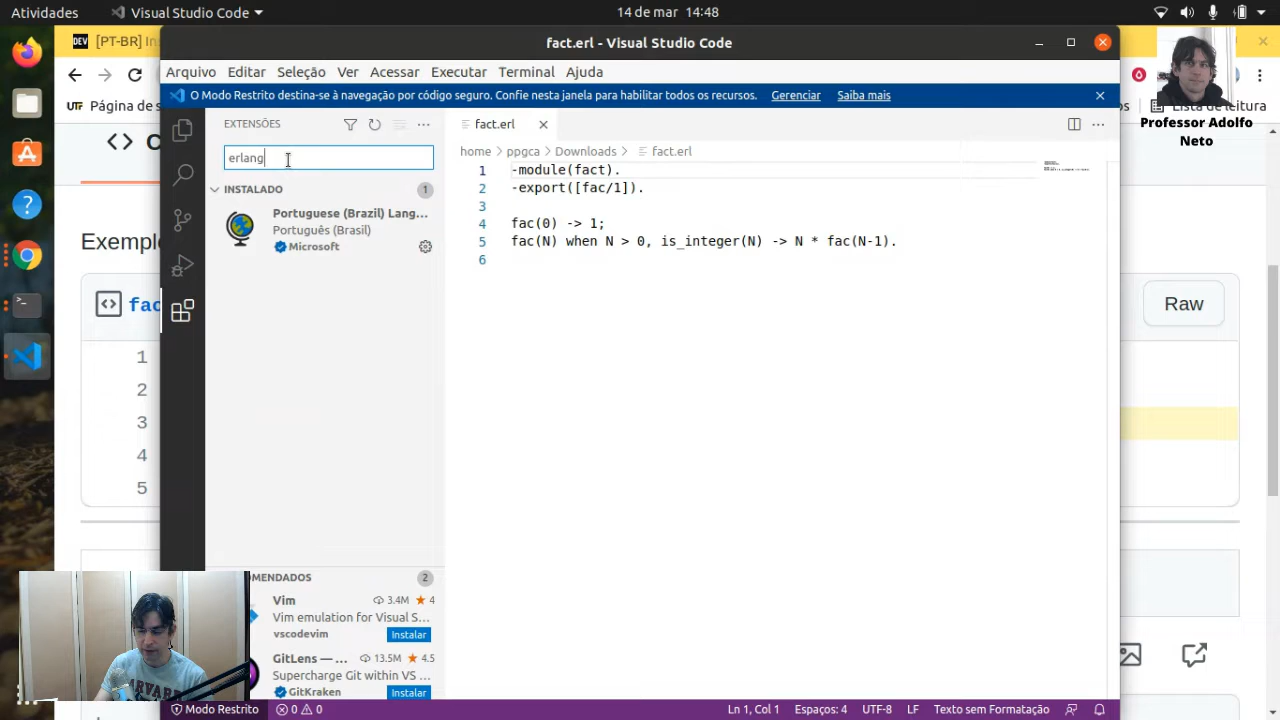 Atividades
Visual Studio Code
14 de mar 14:48
DEV [PT-BR] In
fact.erl - Visual Studio Code
Arquivo Editar Seleção Ver Acessar Executar Terminal Ajuda
O Modo Restrito destina-se à navegação por código seguro. Confie nesta janela para habilitar todos os recursos. Gerenciar Saiba mais
UTF Página de s
os
Lista de leitura
Professor Adolfo
Neto
EXTENSÕES
erlang
INSTALADO 1
Portuguese (Brazil) Lang...
Português (Brasil)
Microsoft
fact.erl
home > ppgca > Downloads > fact.erl
1 -module(fact).
2 -export([fac/1]).
3
4 fac(0) -> 1;
5 fac(N) when N > 0, is_integer(N) -> N * fac(N-1).
6
<> C
Exempl
fac
Raw
1
2
3
4
5
OMENDADOS 2
Vim 3.4M 4
Vim emulation for Visual S...
vscodevim Instalar
GitLens — ... 13.5M 4.5
Supercharge Git within VS ...
GitKraken Instalar
HARVARD
Modo Restrito 0 0
Ln 1, Col 1 Espaços: 4 UTF-8 LF Texto sem Formatação